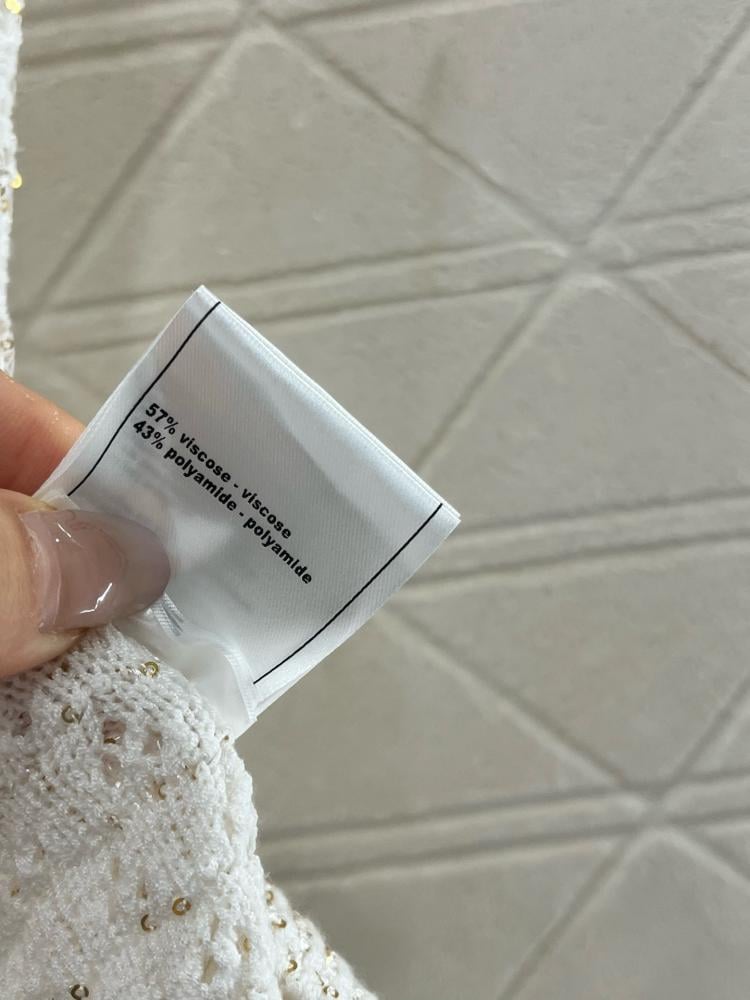 57% viscose - viscose
43% polyamide - polyamide